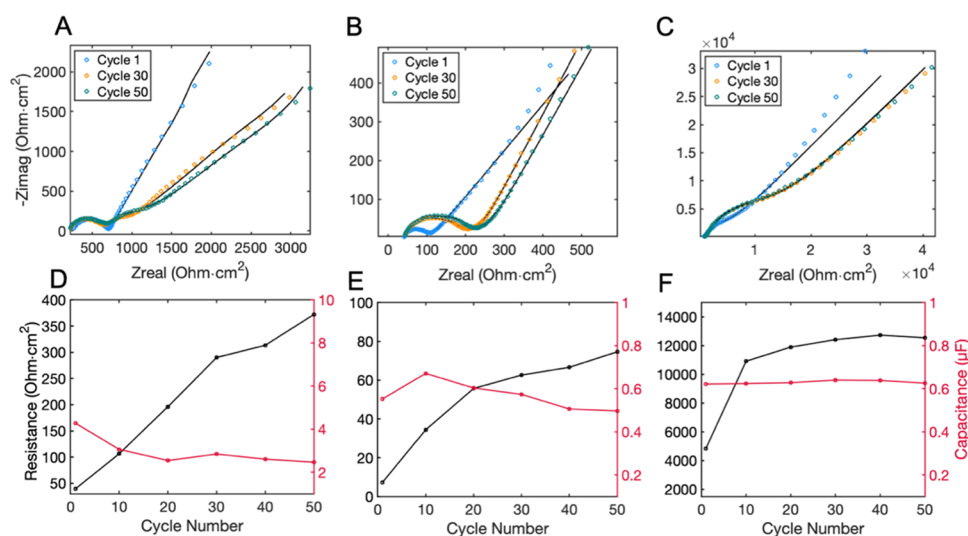 A
B
C
× 10⁴
Cycle 1
Cycle 30
Cycle 50
Cycle 1
Cycle 30
Cycle 50
Cycle 1
Cycle 30
Cycle 50
-Zimag (Ohm·cm²)
2000
1500
1000
500
0
400
300
200
100
3
2.5
2
1.5
1
0.5
500 1000 1500 2000 2500 3000
0 100 200 300 400 500
1 2 3 4
Zreal (Ohm·cm²)
Zreal (Ohm·cm²)
Zreal (Ohm·cm²)
× 10⁴
D
E
F
Resistance (Ohm·cm²)
400
350
300
250
200
150
100
50
10
8
6
4
2
100
80
60
40
20
0
1
0.8
0.6
0.4
0.2
14000
12000
10000
8000
6000
4000
2000
1
0.8
0.6
0.4
0.2
Capacitance (µF)
0 10 20 30 40 50
0 10 20 30 40 50
0 10 20 30 40 50
Cycle Number
Cycle Number
Cycle Number